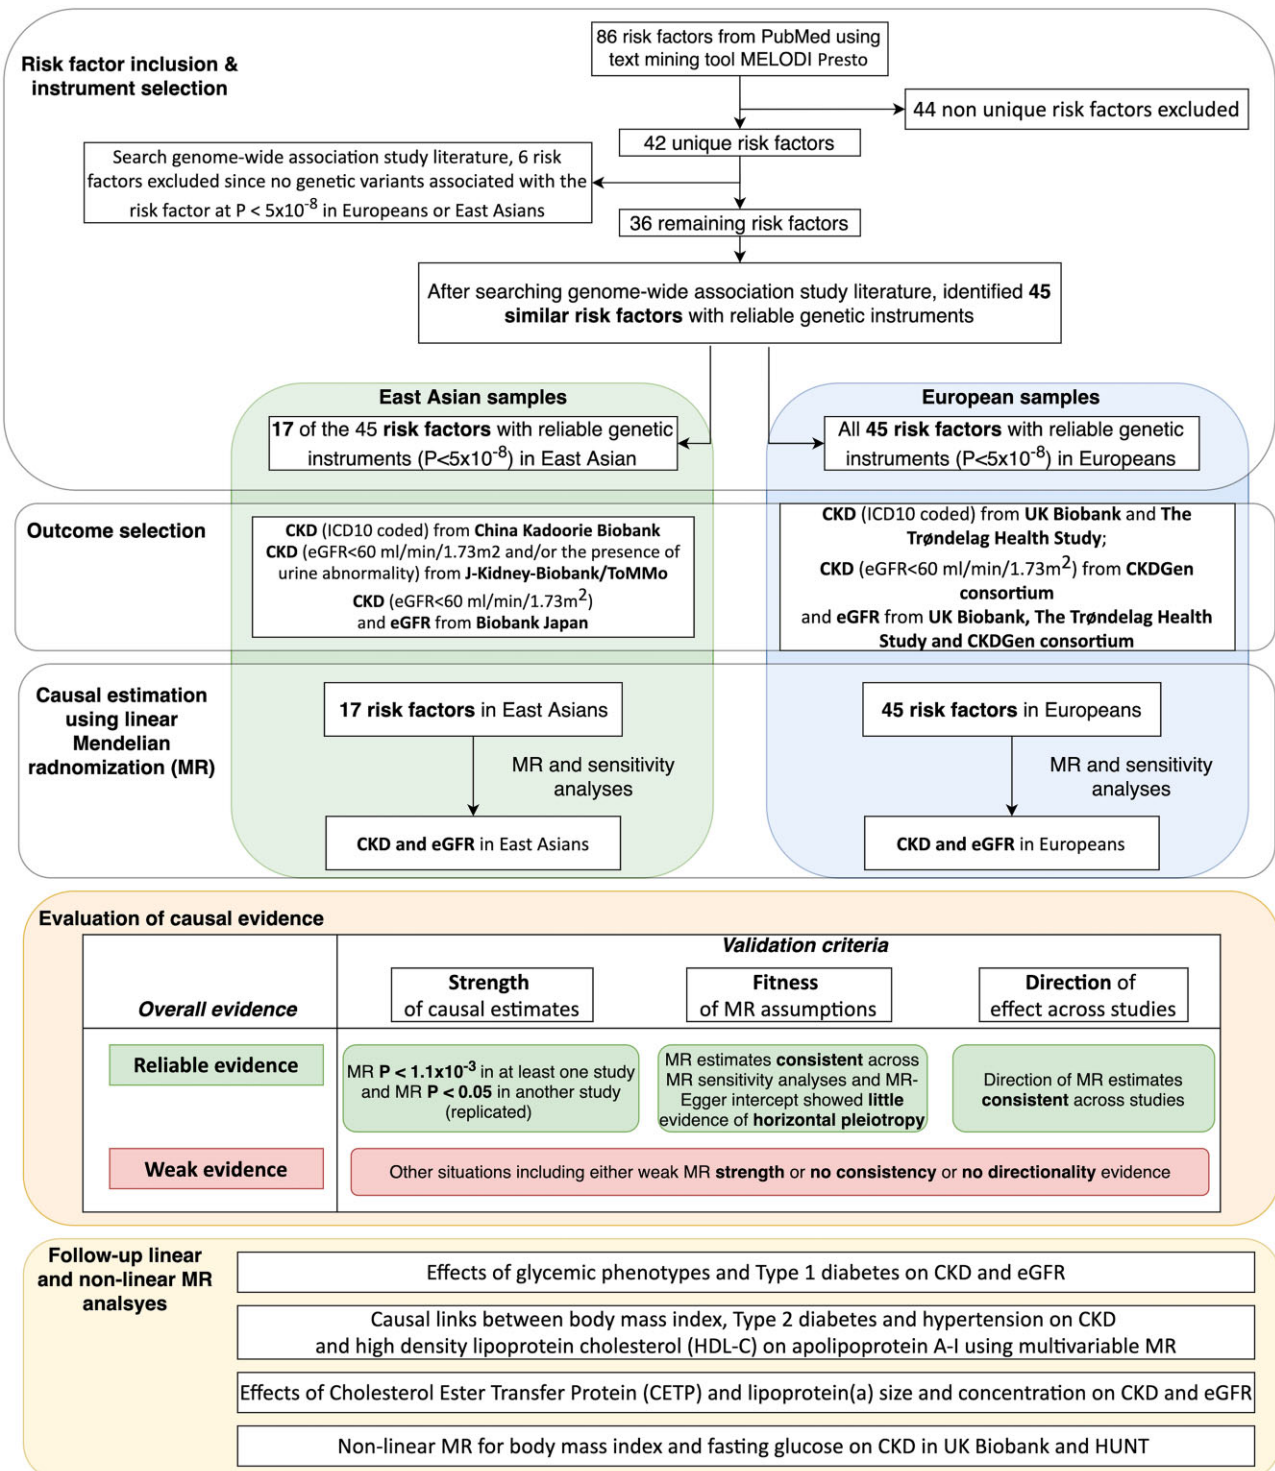 Risk factor inclusion &
instrument selection
86 risk factors from PubMed using
text mining tool MELODI Presto
44 non unique risk factors excluded
42 unique risk factors
Search genome-wide association study literature, 6 risk
factors excluded since no genetic variants associated with the
risk factor at P < 5x10⁻⁸ in Europeans or East Asians
36 remaining risk factors
After searching genome-wide association study literature, identified 45
similar risk factors with reliable genetic instruments
East Asian samples
17 of the 45 risk factors with reliable genetic
instruments (P<5x10⁻⁸) in East Asian
European samples
All 45 risk factors with reliable genetic
instruments (P<5x10⁻⁸) in Europeans
Outcome selection
CKD (ICD10 coded) from China Kadoorie Biobank
CKD (eGFR<60 ml/min/1.73m2 and/or the presence of
urine abnormality) from J-Kidney-Biobank/ToMMo
CKD (eGFR<60 ml/min/1.73m²)
and eGFR from Biobank Japan
CKD (ICD10 coded) from UK Biobank and The
Trøndelag Health Study;
CKD (eGFR<60 ml/min/1.73m²) from CKDGen
consortium
and eGFR from UK Biobank, The Trøndelag Health
Study and CKDGen consortium
Causal estimation
using linear
Mendelian
radnomization (MR)
17 risk factors in East Asians
MR and sensitivity
analyses
CKD and eGFR in East Asians
45 risk factors in Europeans
MR and sensitivity
analyses
CKD and eGFR in Europeans
Evaluation of causal evidence
Validation criteria
Overall evidence
Strength
of causal estimates
Fitness
of MR assumptions
Direction of
effect across studies
Reliable evidence
MR P < 1.1x10⁻³ in at least one study
and MR P < 0.05 in another study
(replicated)
MR estimates consistent across
MR sensitivity analyses and MR-
Egger intercept showed little
evidence of horizontal pleiotropy
Direction of MR estimates
consistent across studies
Weak evidence
Other situations including either weak MR strength or no consistency or no directionality evidence
Follow-up linear
and non-linear MR
analsyes
Effects of glycemic phenotypes and Type 1 diabetes on CKD and eGFR
Causal links between body mass index, Type 2 diabetes and hypertension on CKD
and high density lipoprotein cholesterol (HDL-C) on apolipoprotein A-I using multivariable MR
Effects of Cholesterol Ester Transfer Protein (CETP) and lipoprotein(a) size and concentration on CKD and eGFR
Non-linear MR for body mass index and fasting glucose on CKD in UK Biobank and HUNT